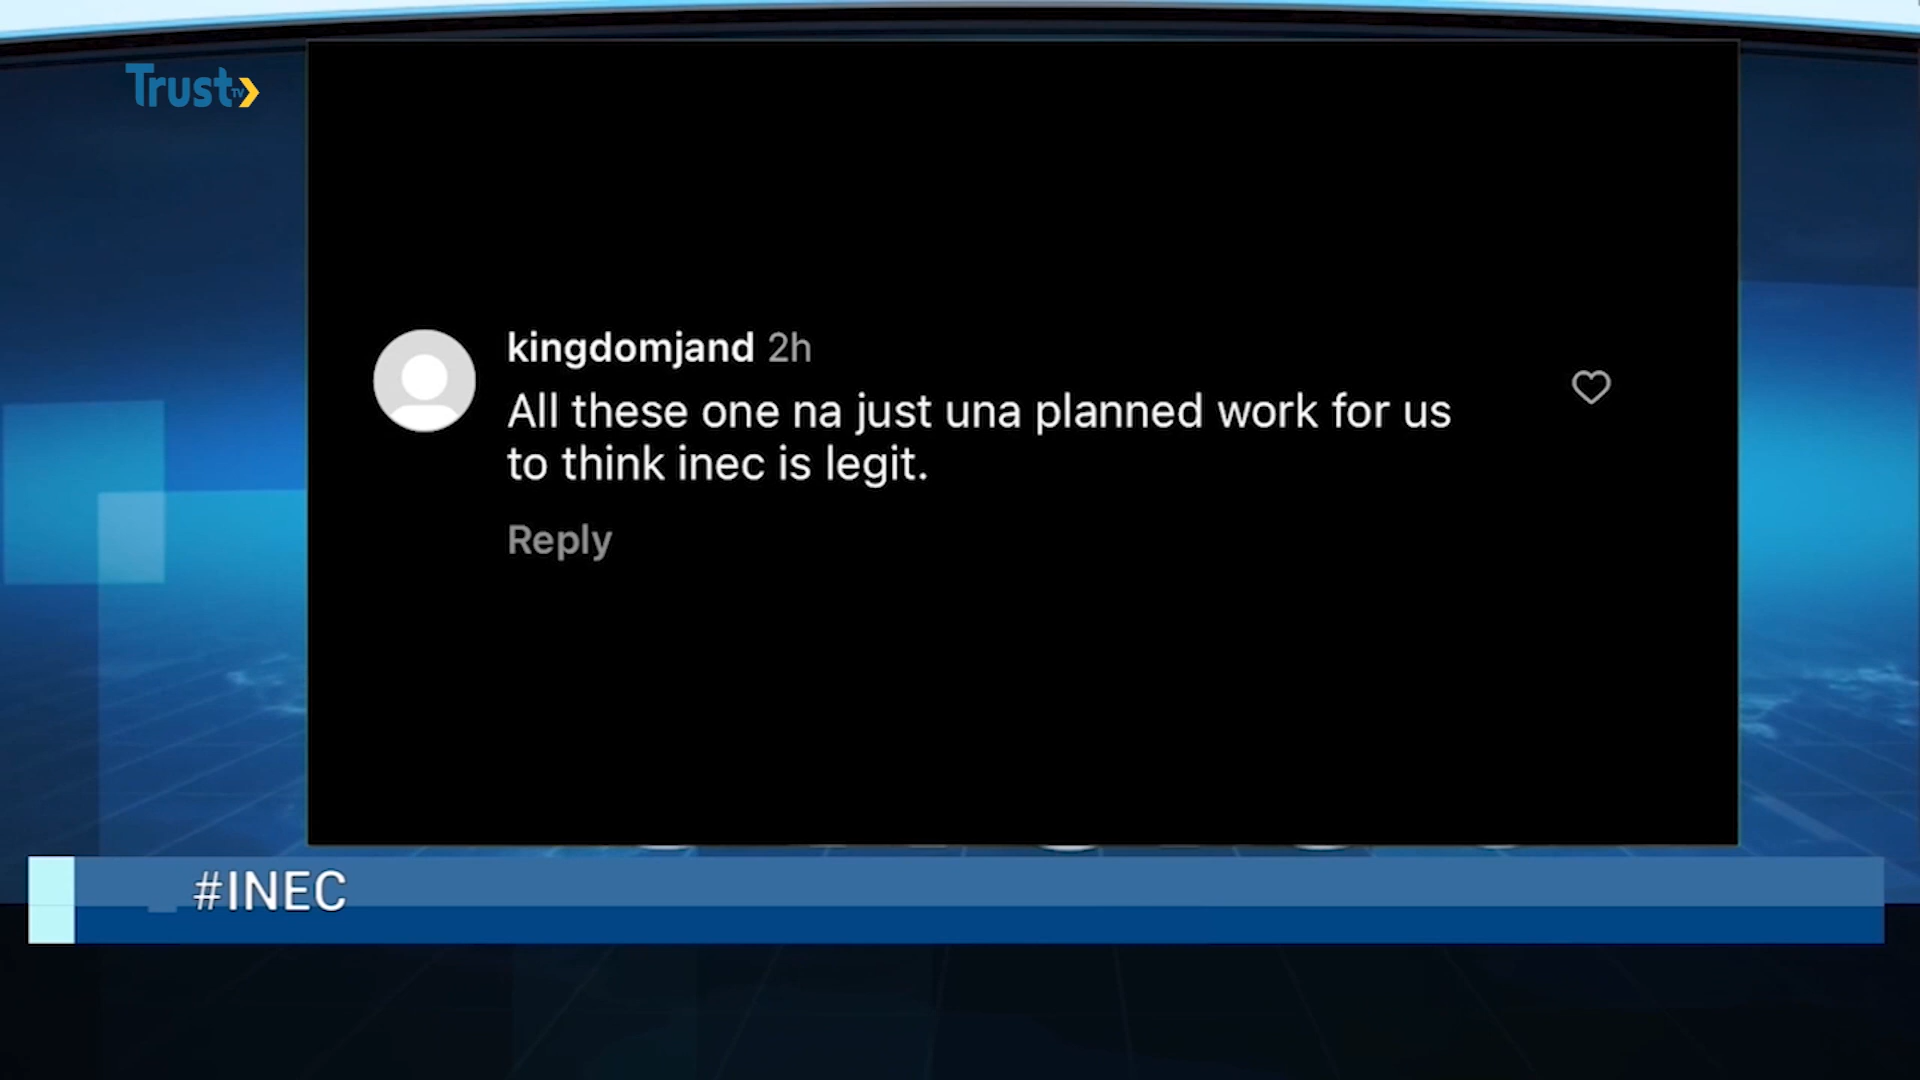 Trust TV
kingdomjand 2h
All these one na just una planned work for us
to think inec is legit.
Reply
#INEC